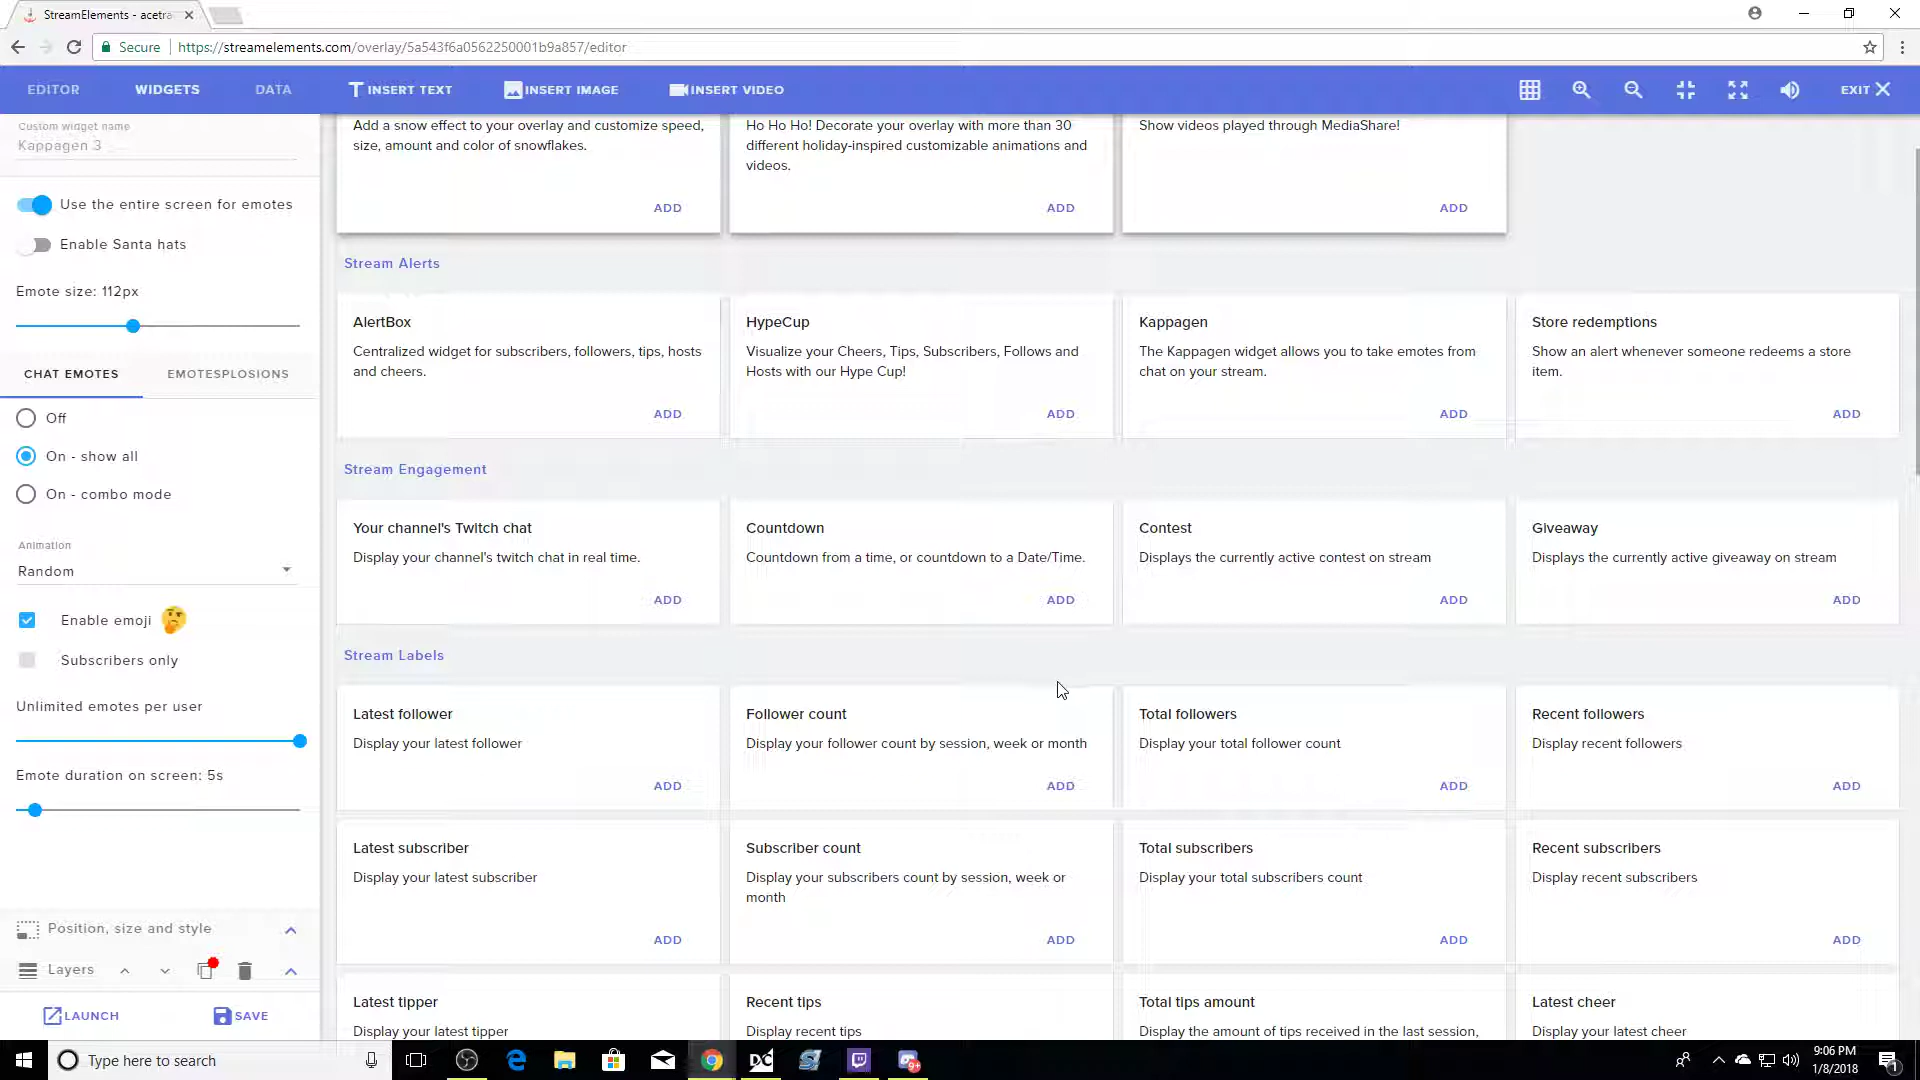 StreamElements - acetra
Secure
https://streamelements.com/overlay/5a543f6a0562250001b9a857/editor
EDITOR
WIDGETS
DATA
INSERT TEXT
INSERT IMAGE
INSERT VIDEO
EXIT
Custom widget name
Kappagen 3
Use the entire screen for emotes
Enable Santa hats
Emote size: 112px
CHAT EMOTES
EMOTESPLOSIONS
Off
On - show all
On - combo mode
Animation
Random
Enable emoji
Subscribers only
Unlimited emotes per user
Emote duration on screen: 5s
Position, size and style
Layers
LAUNCH
SAVE
Add a snow effect to your overlay and customize speed,
size, amount and color of snowflakes.
ADD
Ho Ho Ho! Decorate your overlay with more than 30
different holiday-inspired customizable animations and
videos.
ADD
Show videos played through MediaShare!
ADD
Stream Alerts
AlertBox
Centralized widget for subscribers, followers, tips, hosts
and cheers.
ADD
HypeCup
Visualize your Cheers, Tips, Subscribers, Follows and
Hosts with our Hype Cup!
ADD
Kappagen
The Kappagen widget allows you to take emotes from
chat on your stream.
ADD
Store redemptions
Show an alert whenever someone redeems a store
item.
ADD
Stream Engagement
Your channel's Twitch chat
Display your channel's twitch chat in real time.
ADD
Countdown
Countdown from a time, or countdown to a Date/Time.
ADD
Contest
Displays the currently active contest on stream
ADD
Giveaway
Displays the currently active giveaway on stream
ADD
Stream Labels
Latest follower
Display your latest follower
ADD
Follower count
Display your follower count by session, week or month
ADD
Total followers
Display your total follower count
ADD
Recent followers
Display recent followers
ADD
Latest subscriber
Display your latest subscriber
ADD
Subscriber count
Display your subscribers count by session, week or
month
ADD
Total subscribers
Display your total subscribers count
ADD
Recent subscribers
Display recent subscribers
ADD
Latest tipper
Display your latest tipper
Recent tips
Display recent tips
Total tips amount
Display the amount of tips received in the last session,
Latest cheer
Display your latest cheer
Type here to search
DC
9+
9:06 PM
1/8/2018
1